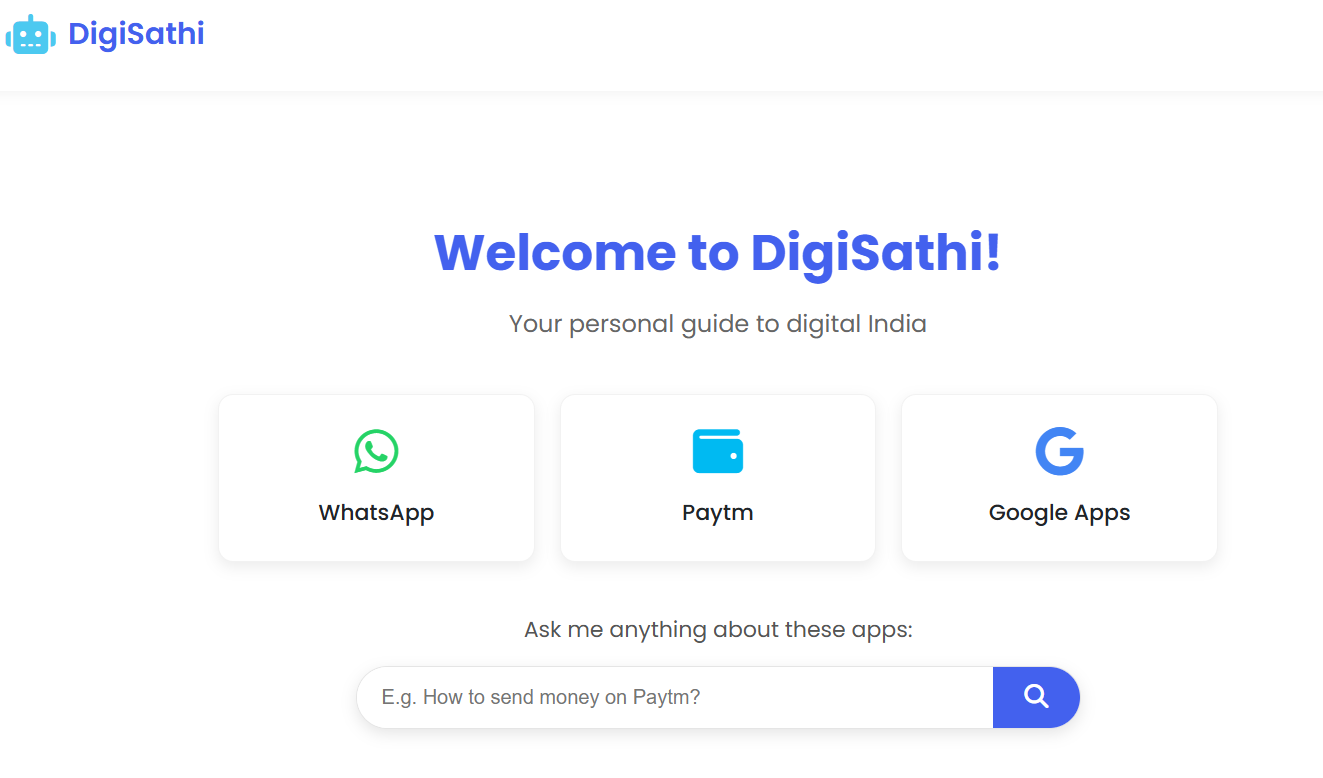 DigiSathi
Welcome to DigiSathi!
Your personal guide to digital India
WhatsApp
Paytm
Google Apps
Ask me anything about these apps:
E.g. How to send money on Paytm?